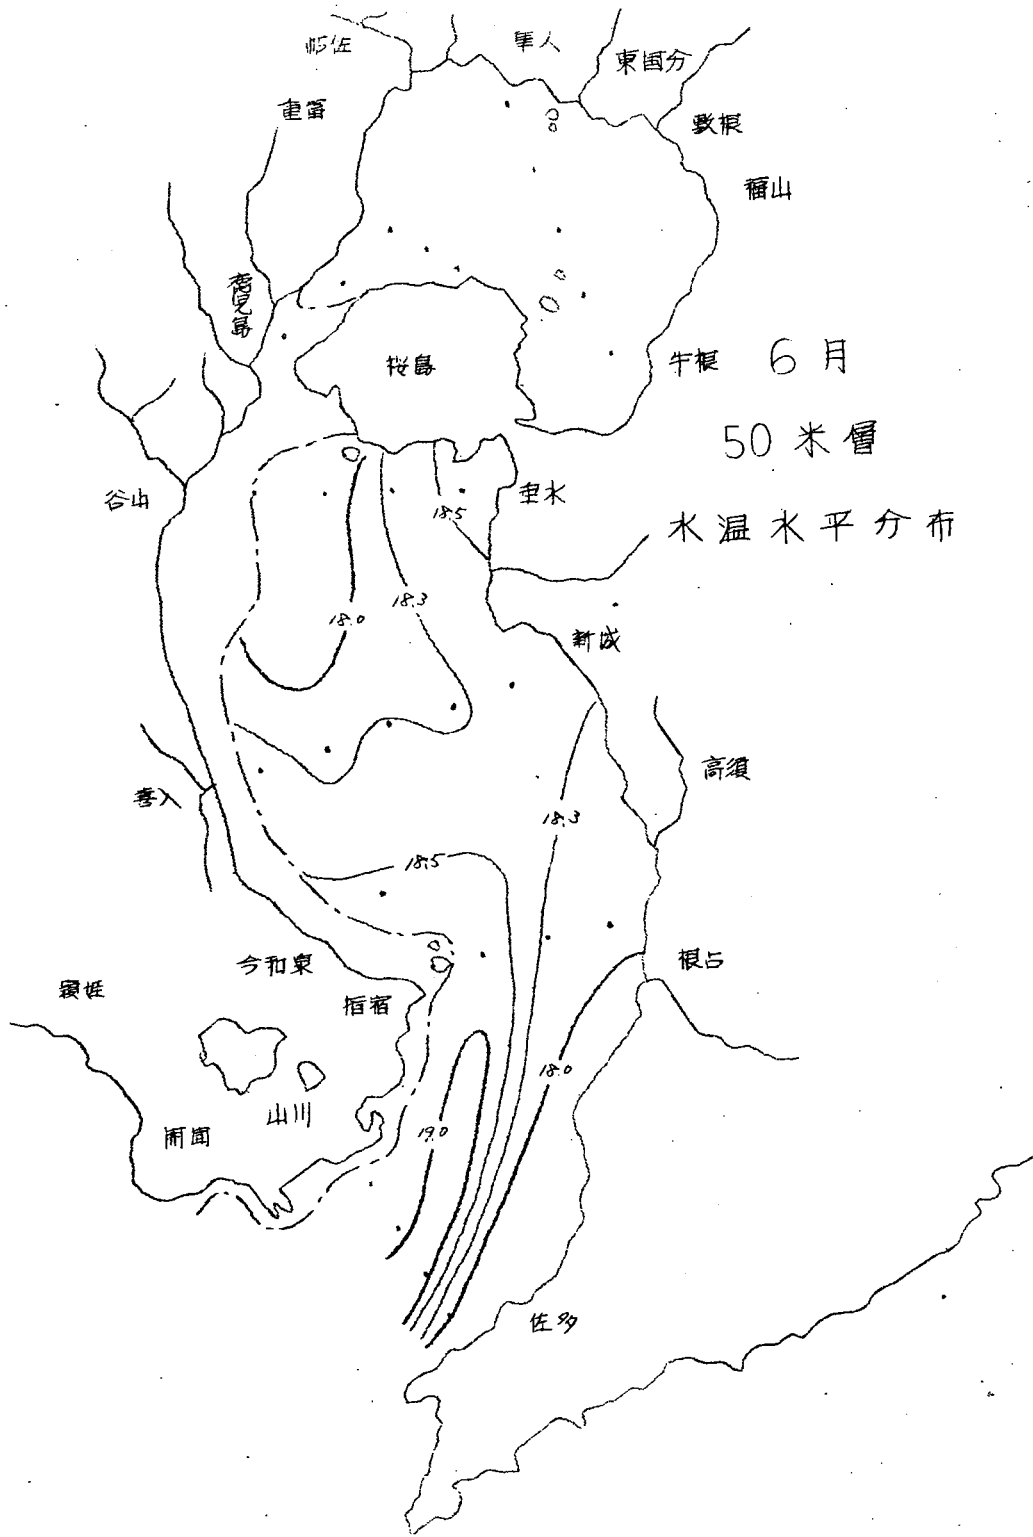 帖佐
隼人
東国分
重富
敷根
福山
鹿児島
桜島
牛根
6月
50米層
水温水平分布
谷山
垂水
18.5
18.3
18.0
新城
高須
喜入
18.3
18.5
今和泉
根占
頴娃
指宿
18.0
山川
19.0
開聞
佐多